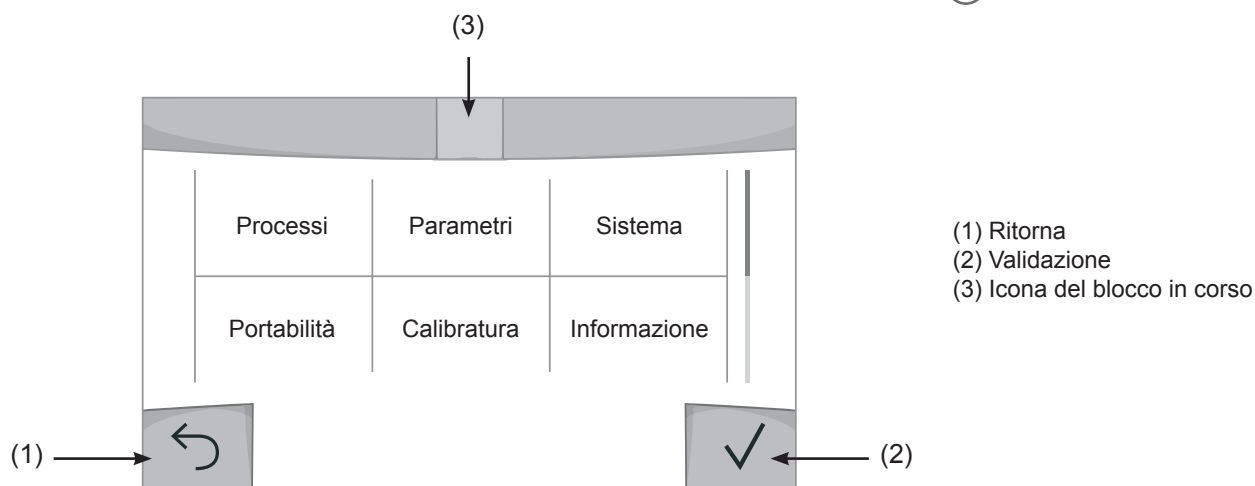 (3)
Processi Parametri Sistema
Portabilità Calibratura Informazione
(1)
(2)
(1) Ritorna
(2) Validazione
(3) Icona del blocco in corso